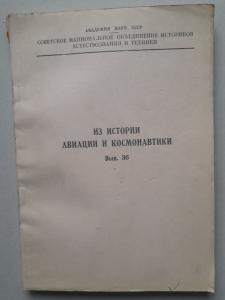 АКАДЕМИЯ НАУК СССР
СОВЕТСКОЕ НАЦИОНАЛЬНОЕ ОБЪЕДИНЕНИЕ ИСТОРИКОВ
ЕСТЕСТВОЗНАНИЯ И ТЕХНИКИ
ИЗ ИСТОРИИ
АВИАЦИИ И КОСМОНАВТИКИ
Вып. 36